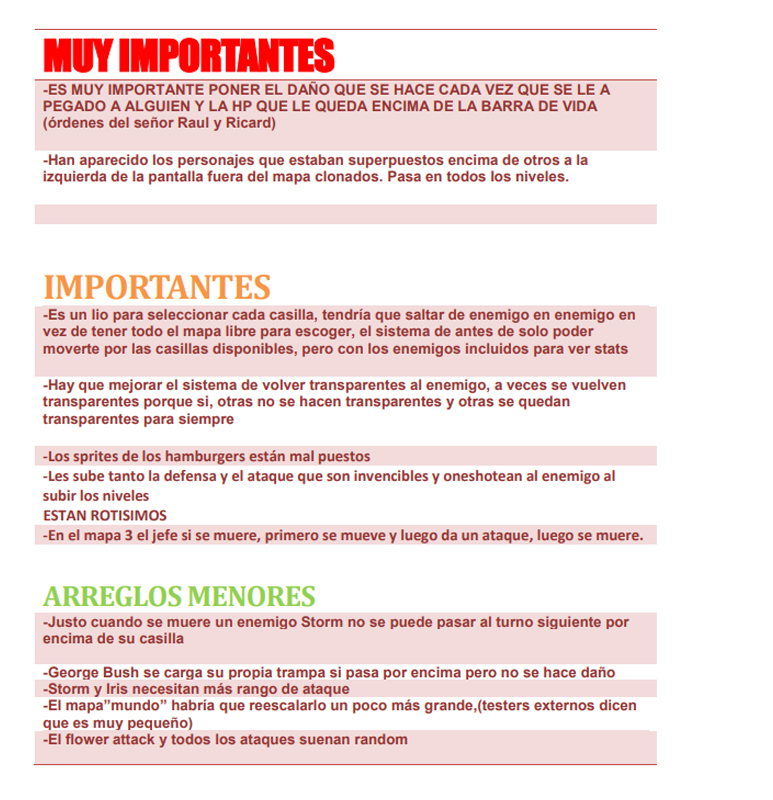 MUY IMPORTANTES
-ES MUY IMPORTANTE PONER EL DAÑO QUE SE HACE CADA VEZ QUE SE LE A
PEGADO A ALGUIEN Y LA HP QUE LE QUEDA ENCIMA DE LA BARRA DE VIDA
(órdenes del señor Raul y Ricard)
-Han aparecido los personajes que estaban superpuestos encima de otros a la
izquierda de la pantalla fuera del mapa clonados. Pasa en todos los niveles.
IMPORTANTES
-Es un lio para seleccionar cada casilla, tendría que saltar de enemigo en enemigo en
vez de tener todo el mapa libre para escoger, el sistema de antes de solo poder
moverte por las casillas disponibles, pero con los enemigos incluidos para ver stats
-Hay que mejorar el sistema de volver transparentes al enemigo, a veces se vuelven
transparentes porque si, otras no se hacen transparentes y otras se quedan
transparentes para siempre
-Los sprites de los hamburgers están mal puestos
-Les sube tanto la defensa y el ataque que son invencibles y oneshotean al enemigo al
subir los niveles
ESTAN ROTISIMOS
-En el mapa 3 el jefe si se muere, primero se mueve y luego da un ataque, luego se muere.
ARREGLOS MENORES
-Justo cuando se muere un enemigo Storm no se puede pasar al turno siguiente por
encima de su casilla
-George Bush se carga su propia trampa si pasa por encima pero no se hace daño
-Storm y Iris necesitan más rango de ataque
-El mapa”mundo” habría que reescalarlo un poco más grande,(testers externos dicen
que es muy pequeño)
-El flower attack y todos los ataques suenan random